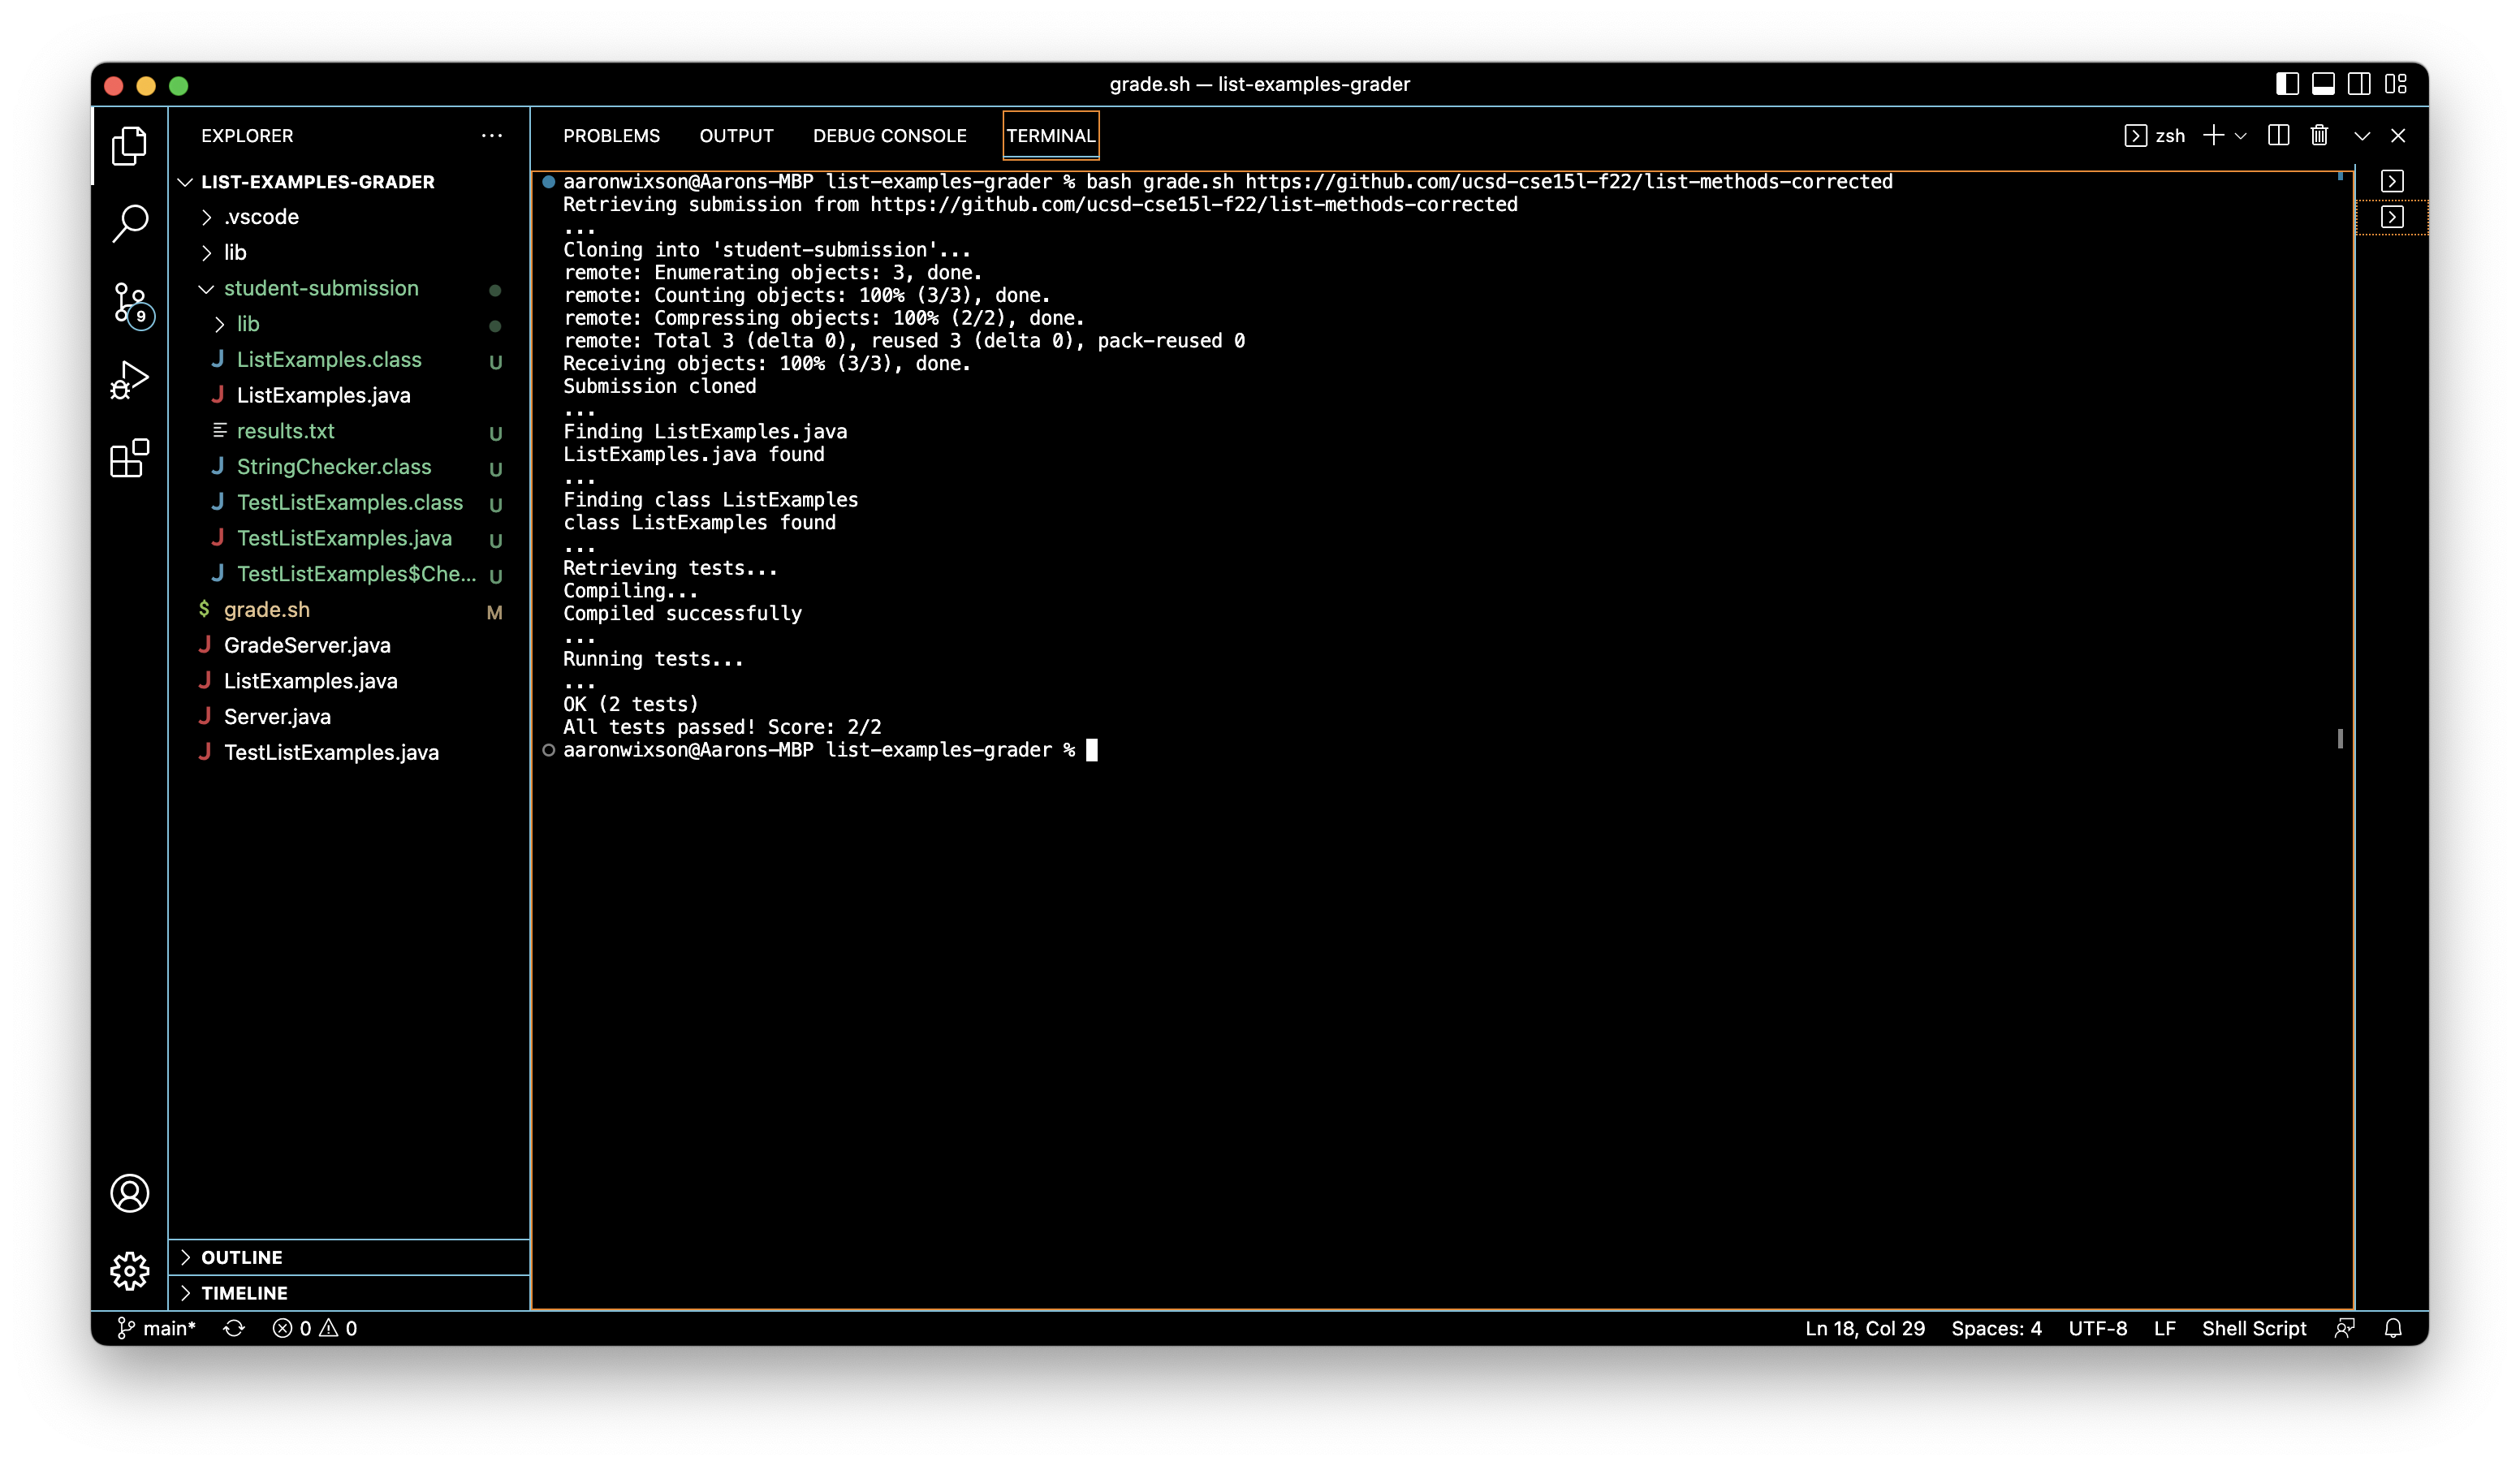 grade.sh — list-examples-grader
EXPLORER
LIST-EXAMPLES-GRADER
.vscode
lib
student-submission
lib
ListExamples.class U
ListExamples.java
results.txt U
StringChecker.class U
TestListExamples.class U
TestListExamples.java U
TestListExamples$Che... U
$ grade.sh M
GradeServer.java
ListExamples.java
Server.java
TestListExamples.java
OUTLINE
TIMELINE
9
PROBLEMS OUTPUT DEBUG CONSOLE TERMINAL
zsh
aaronwixson@Aarons-MBP list-examples-grader % bash grade.sh https://github.com/ucsd-cse15l-f22/list-methods-corrected
Retrieving submission from https://github.com/ucsd-cse15l-f22/list-methods-corrected
...
Cloning into 'student-submission'...
remote: Enumerating objects: 3, done.
remote: Counting objects: 100% (3/3), done.
remote: Compressing objects: 100% (2/2), done.
remote: Total 3 (delta 0), reused 3 (delta 0), pack-reused 0
Receiving objects: 100% (3/3), done.
Submission cloned
...
Finding ListExamples.java
ListExamples.java found
...
Finding class ListExamples
class ListExamples found
...
Retrieving tests...
Compiling...
Compiled successfully
...
Running tests...
...
OK (2 tests)
All tests passed! Score: 2/2
aaronwixson@Aarons-MBP list-examples-grader %
main* 0 0
Ln 18, Col 29 Spaces: 4 UTF-8 LF Shell Script